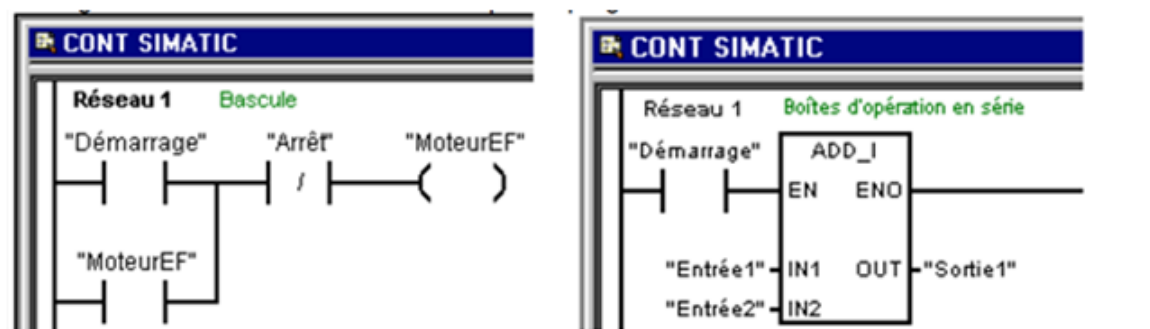 CONT SIMATIC
Réseau 1 Bascule
"Démarrage" "Arrêt" "MoteurEF"
"MoteurEF"
CONT SIMATIC
Réseau 1 Boîtes d'opération en série
"Démarrage" ADD_I
EN ENO
"Entrée1" IN1 OUT "Sortie1"
"Entrée2" IN2